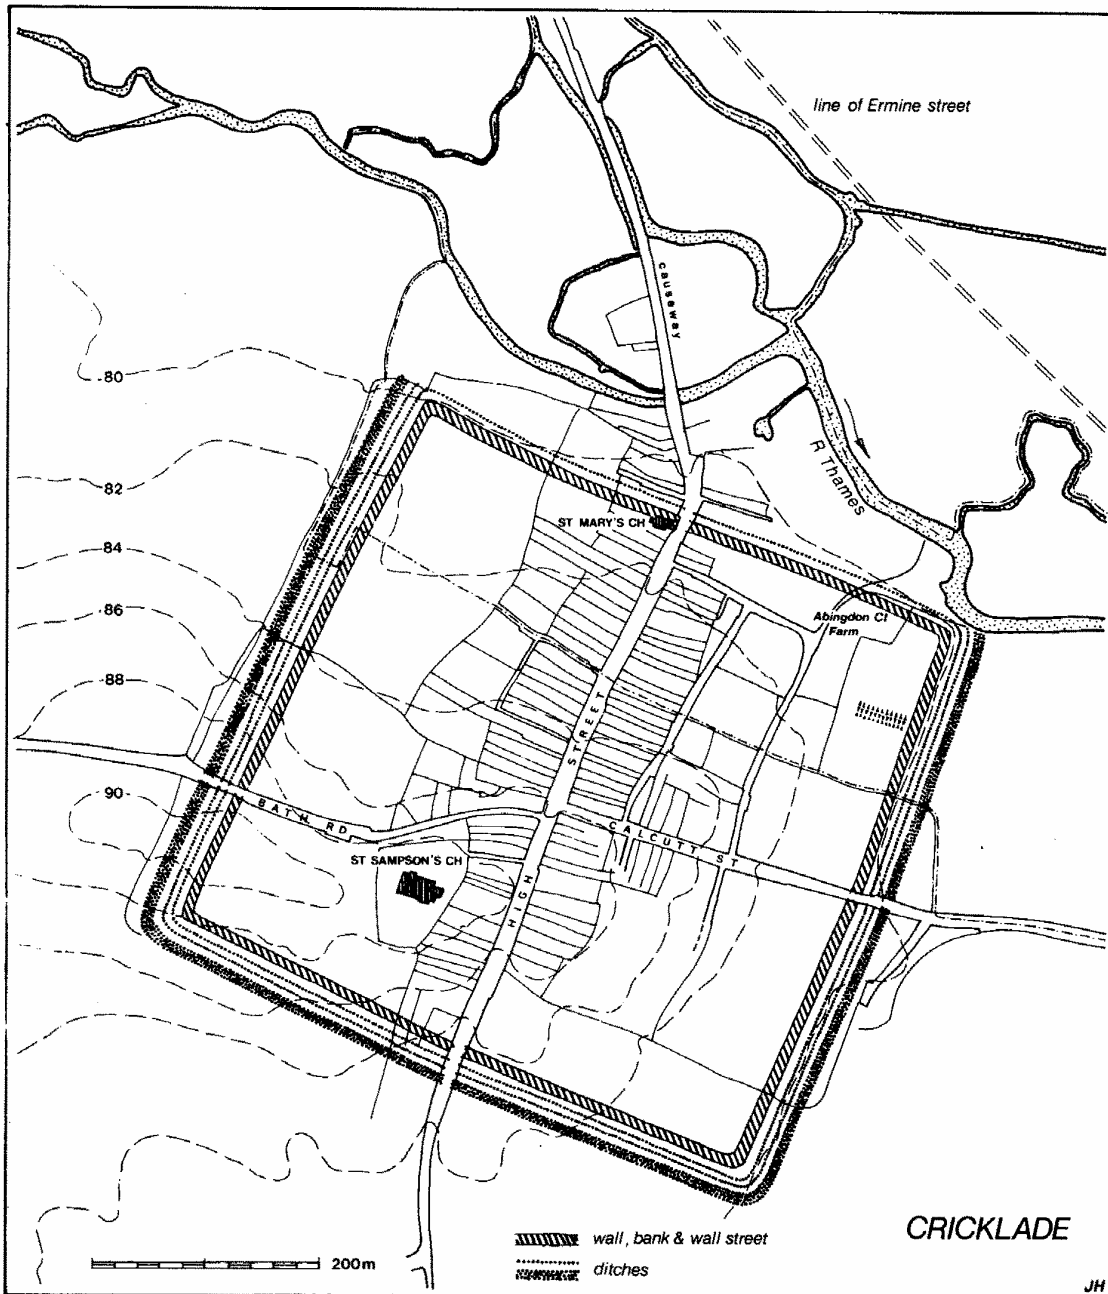 line of Ermine street
causeway
80
R Thames
82
ST MARY'S CH
84
86
Abingdon Ct
Farm
88
STREET
90
BATH RD
CALCUTT ST
ST SAMPSON'S CH
HIGH
CRICKLADE
wall, bank & wall street
200m
ditches
JH